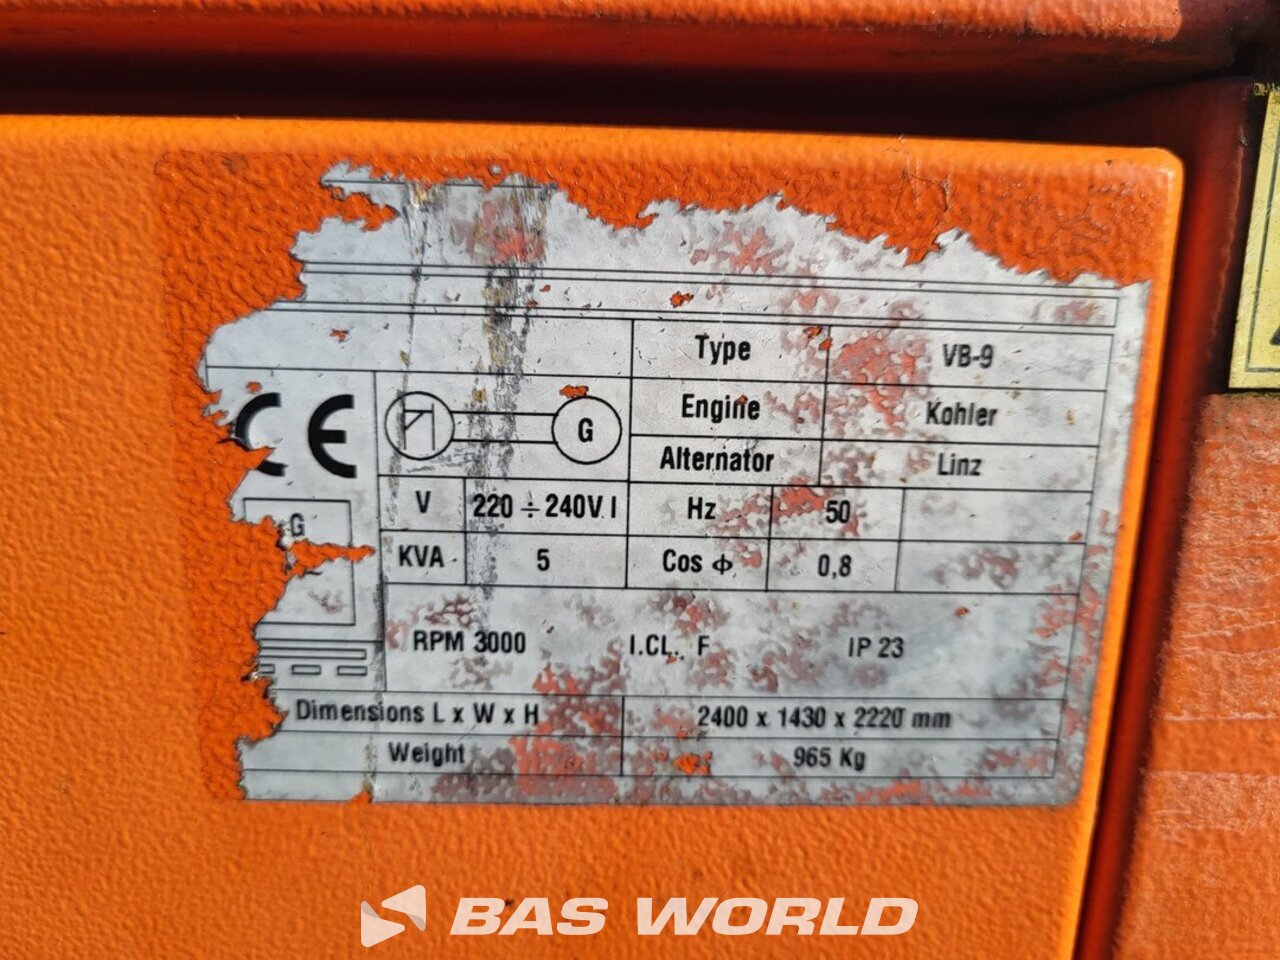 Type VB-9
CE
G
Engine Kohler
Alternator Linz
G
V 220 ÷ 240V I Hz 50
KVA 5 Cos ϕ 0,8
RPM 3000 I.CL. F IP 23
Dimensions L x W x H 2400 x 1430 x 2220 mm
Weight 965 Kg
BAS WORLD